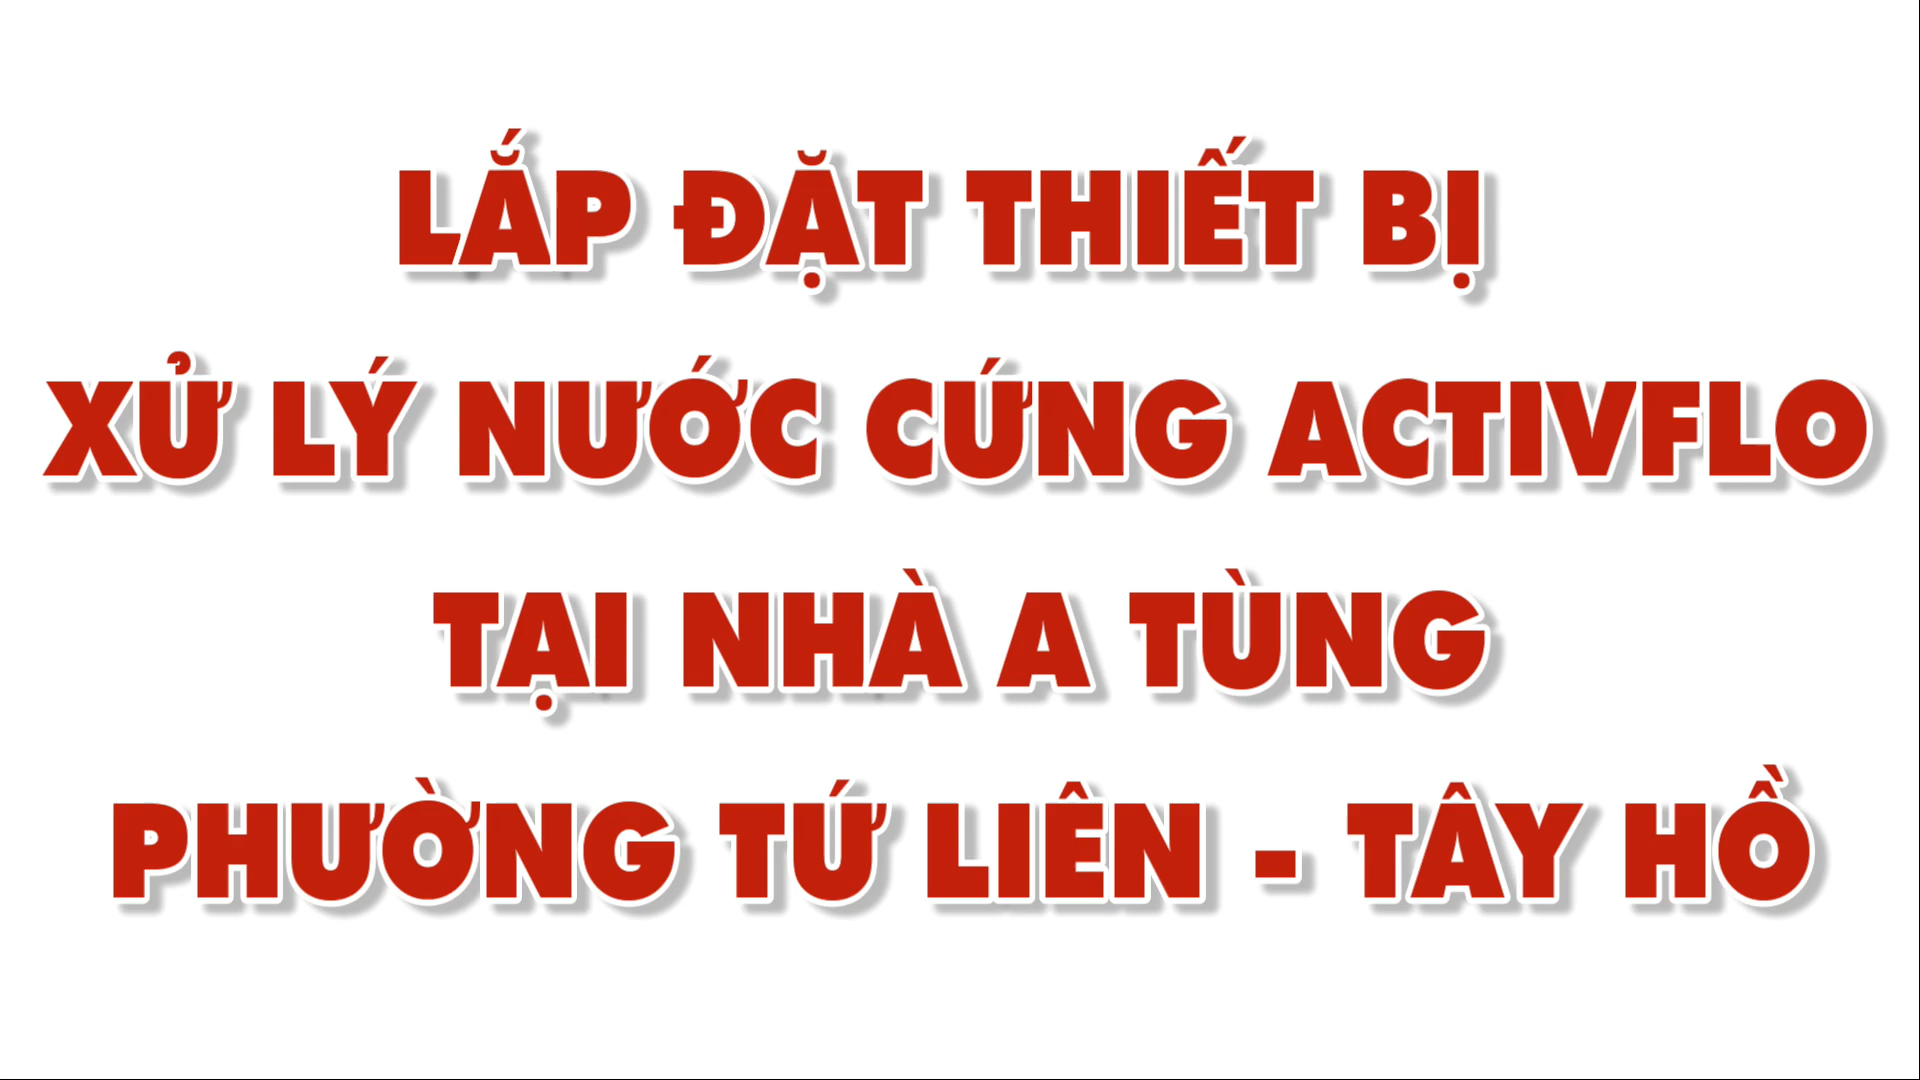 LẮP ĐẶT THIẾT BỊ
XỬ LÝ NƯỚC CỨNG ACTIVFLO
TẠI NHÀ A TÙNG
PHƯỜNG TỨ LIÊN - TÂY HỒ